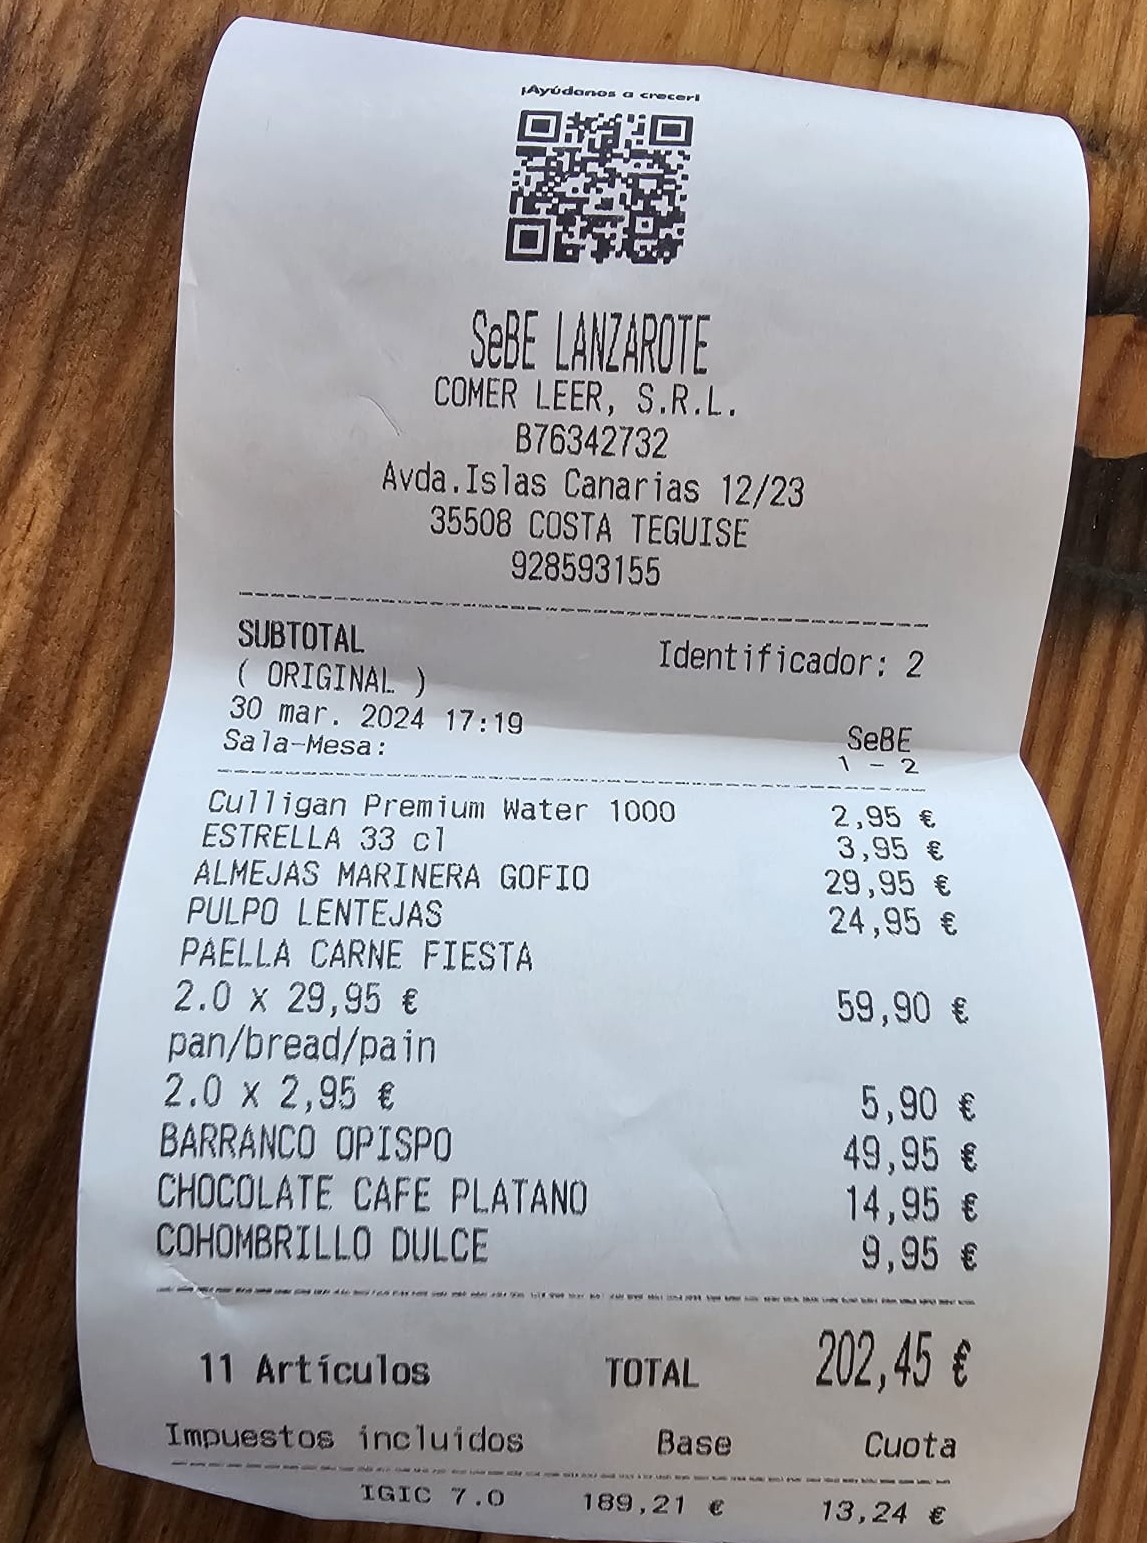 ¡Ayúdanos a crecer!
SeBE LANZAROTE
COMER LEER, S.R.L.
B76342732
Avda.Islas Canarias 12/23
35508 COSTA TEGUISE
928593155
SUBTOTAL Identificador: 2
( ORIGINAL )
30 mar. 2024 17:19 SeBE
Sala-Mesa: 1 - 2
Culligan Premium Water 1000 2,95 €
ESTRELLA 33 cl 3,95 €
ALMEJAS MARINERA GOFIO 29,95 €
PULPO LENTEJAS 24,95 €
PAELLA CARNE FIESTA
2.0 x 29,95 € 59,90 €
pan/bread/pain
2.0 x 2,95 € 5,90 €
BARRANCO OPISPO 49,95 €
CHOCOLATE CAFE PLATANO 14,95 €
COHOMBRILLO DULCE 9,95 €
11 Artículos TOTAL 202,45 €
Impuestos incluidos Base Cuota
IGIC 7.0 189,21 € 13,24 €